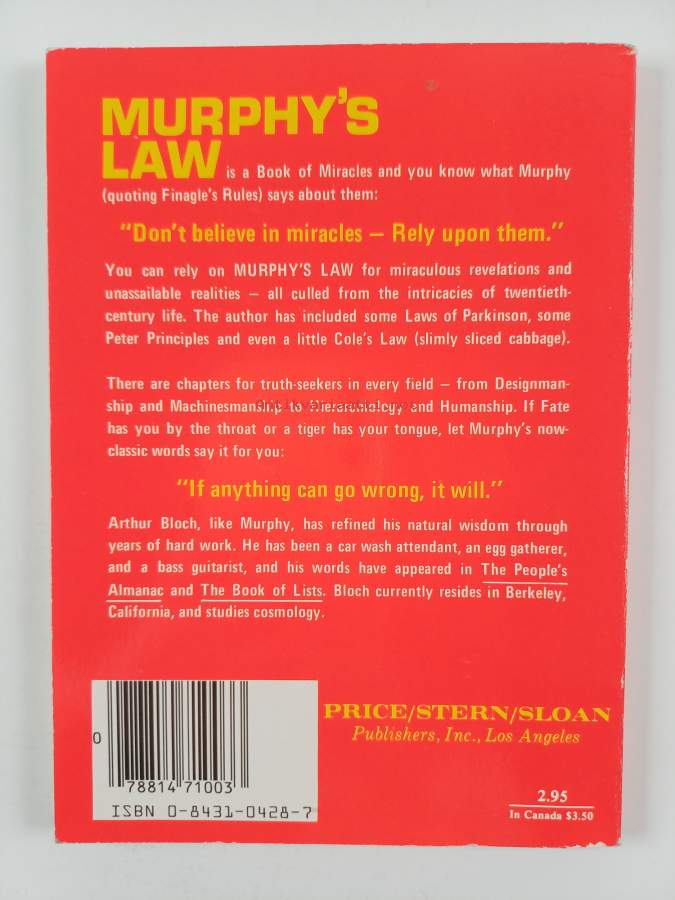 MURPHY'S
LAW is a Book of Miracles and you know what Murphy
(quoting Finagle's Rules) says about them:
"Don't believe in miracles — Rely upon them."
You can rely on MURPHY'S LAW for miraculous revelations and
unassailable realities — all culled from the intricacies of twentieth-
century life. The author has included some Laws of Parkinson, some
Peter Principles and even a little Cole's Law (slimly sliced cabbage).
There are chapters for truth-seekers in every field — from Designman-
ship and Machinesmanship to Hierarchiology and Humanship. If Fate
has you by the throat or a tiger has your tongue, let Murphy's now-
classic words say it for you:
"If anything can go wrong, it will."
Arthur Bloch, like Murphy, has refined his natural wisdom through
years of hard work. He has been a car wash attendant, an egg gatherer,
and a bass guitarist, and his words have appeared in The People's
Almanac and The Book of Lists. Bloch currently resides in Berkeley,
California, and studies cosmology.
0 78814 71003
ISBN 0-8431-0428-7
PRICE/STERN/SLOAN
Publishers, Inc., Los Angeles
2.95
In Canada $3.50